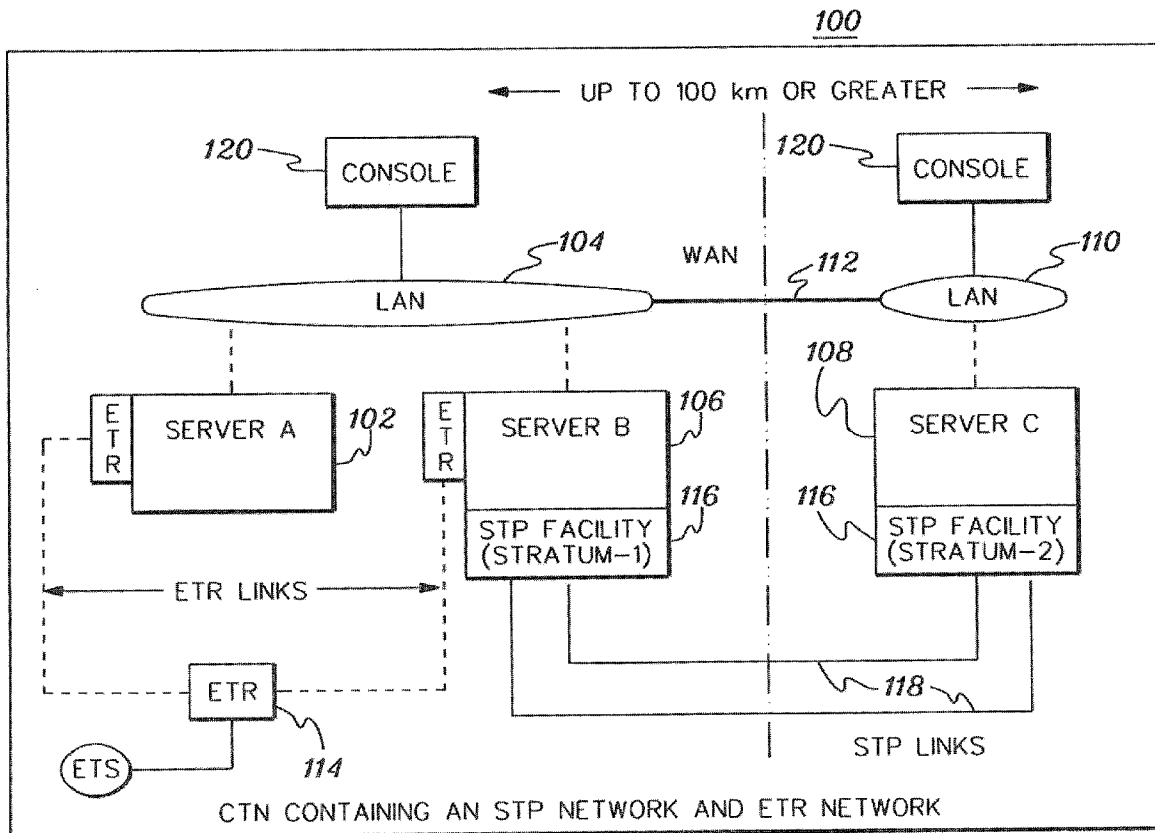 100
UP TO 100 km OR GREATER
120
CONSOLE
120
CONSOLE
104
WAN
112
110
LAN
LAN
108
ETR
SERVER A
102
ETR
SERVER B
106
SERVER C
116
STP FACILITY
(STRATUM-1)
116
STP FACILITY
(STRATUM-2)
ETR LINKS
ETR
114
118
ETS
STP LINKS
CTN CONTAINING AN STP NETWORK AND ETR NETWORK